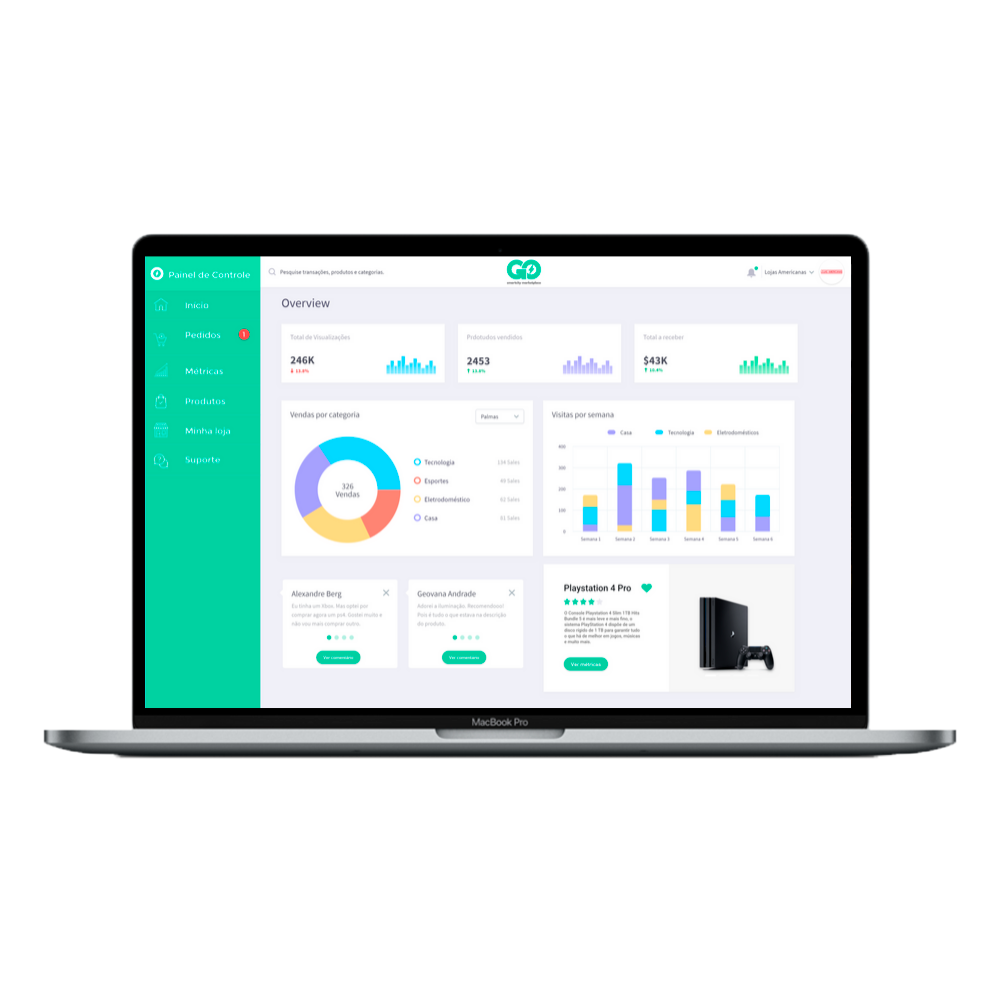 Painel de Controle
Pesquise transações, produtos e categorias.
GO
Lojas Americanas
Início
Pedidos
!
Métricas
Produtos
Minha loja
Suporte
Overview
Total de Visualizações
246K
13.8%
Prdotudos vendidos
2453
13.8%
Total a receber
$43K
10.4%
Vendas por categoria
Palmas
326
Vendas
Tecnologia 134 Sales
Esportes 49 Sales
Eletrodoméstico 62 Sales
Casa 81 Sales
Visitas por semana
Casa Tecnologia Eletrodomésticos
400
300
200
100
0
Semana 1 Semana 2 Semana 3 Semana 4 Semana 5 Semana 6
Alexandre Berg
Eu tinha um Xbox. Mas optei por
comprar agora um ps4. Gostei muito e
não vou mais comprar outro.
Ver comentário
Geovana Andrade
Adorei a iluminação. Recomendooo!
Pois é tudo o que estava na descrição
do produto.
Ver comentário
Playstation 4 Pro
O Console Playstation 4 Slim 1TB Hits
Bundle 5 é mais leve e mais fino, o
sistema PlayStation 4 dispõe de um
disco rígido de 1 TB para garantir tudo
o que há de melhor em jogos, músicas
e muito mais.
Ver métricas
MacBook Pro